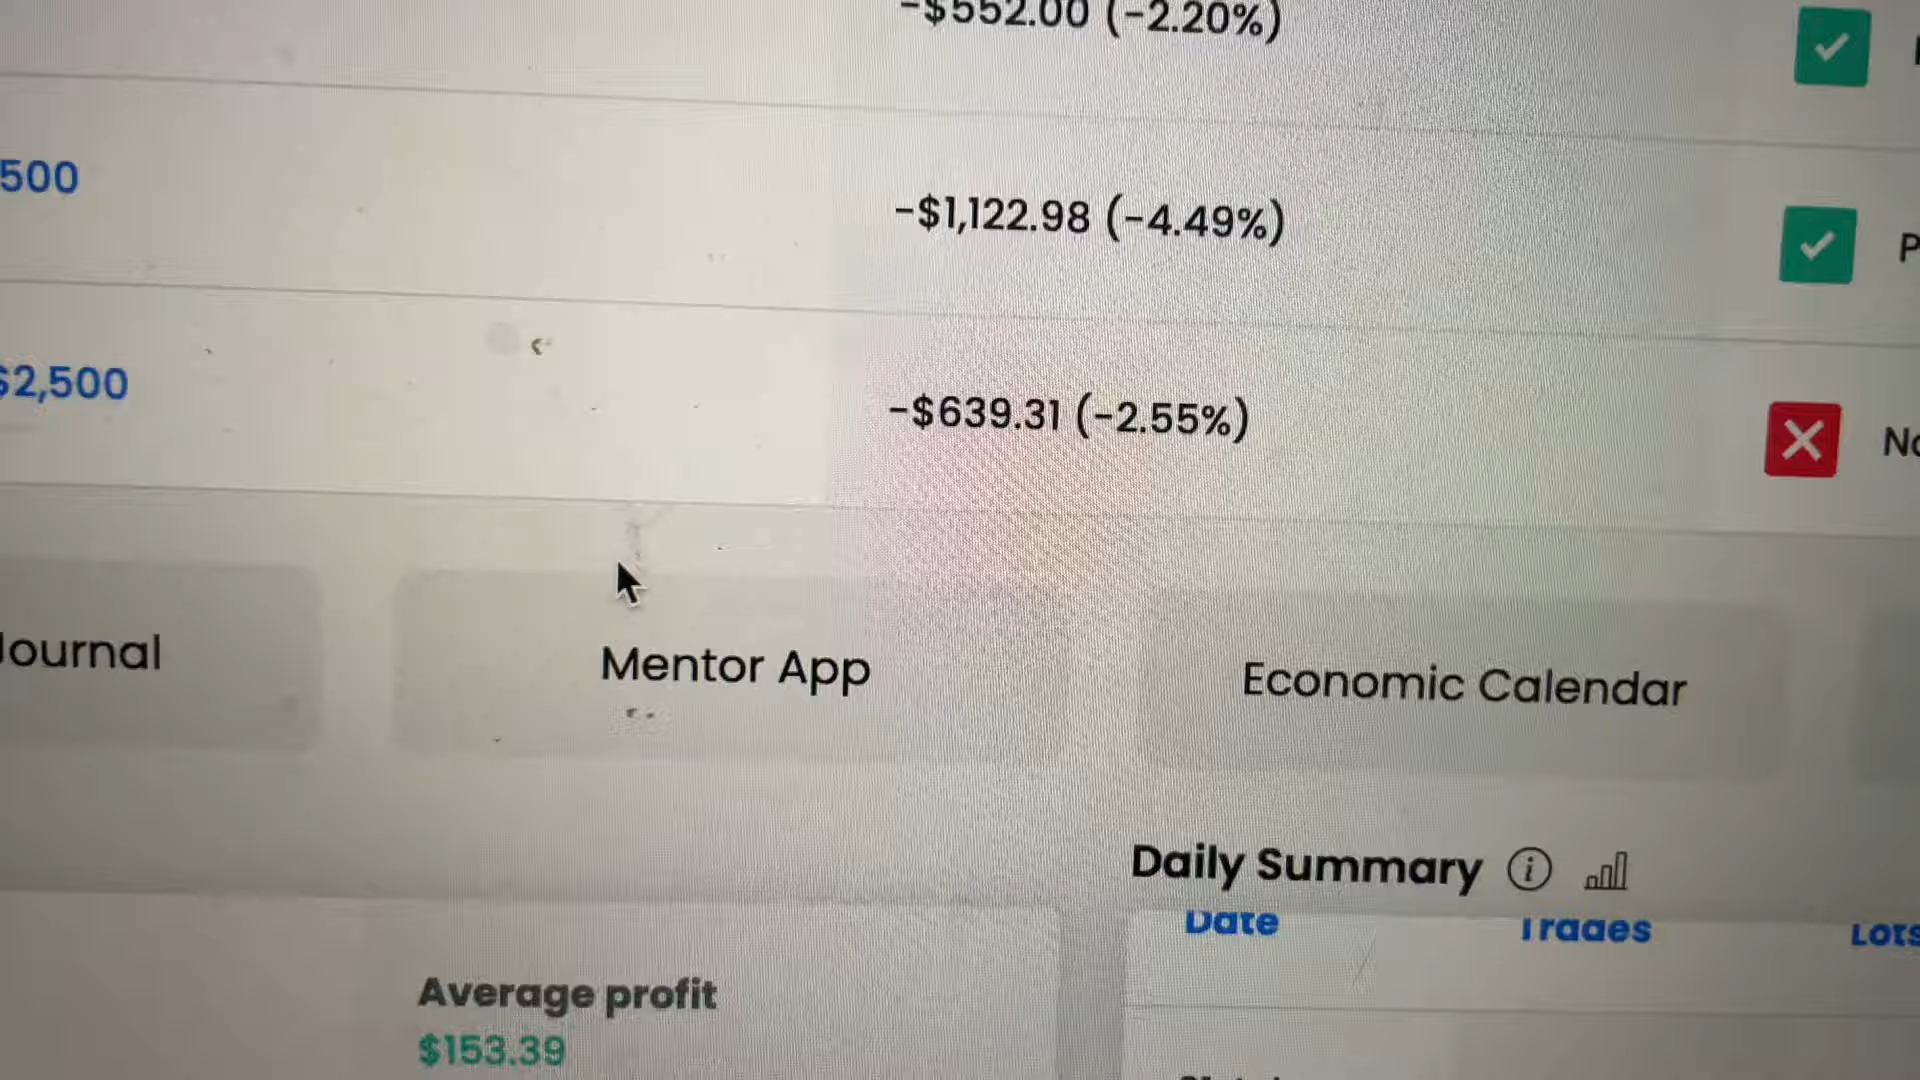 -$552.00 (-2.20%)
500
-$1,122.98 (-4.49%)
P
$2,500
-$639.31 (-2.55%)
No
Journal
Mentor App
Economic Calendar
Daily Summary
Date Trades Lots
Average profit
$153.39